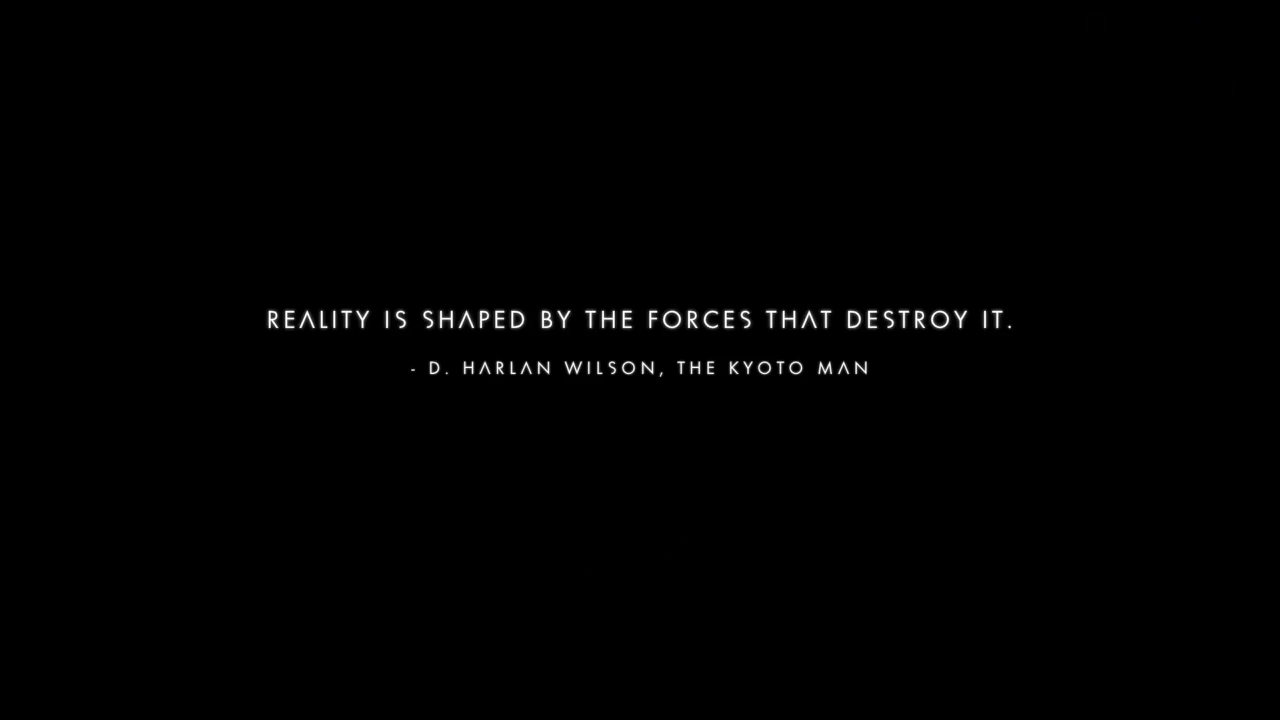 REALITY IS SHAPED BY THE FORCES THAT DESTROY IT.
- D. HARLAN WILSON, THE KYOTO MAN